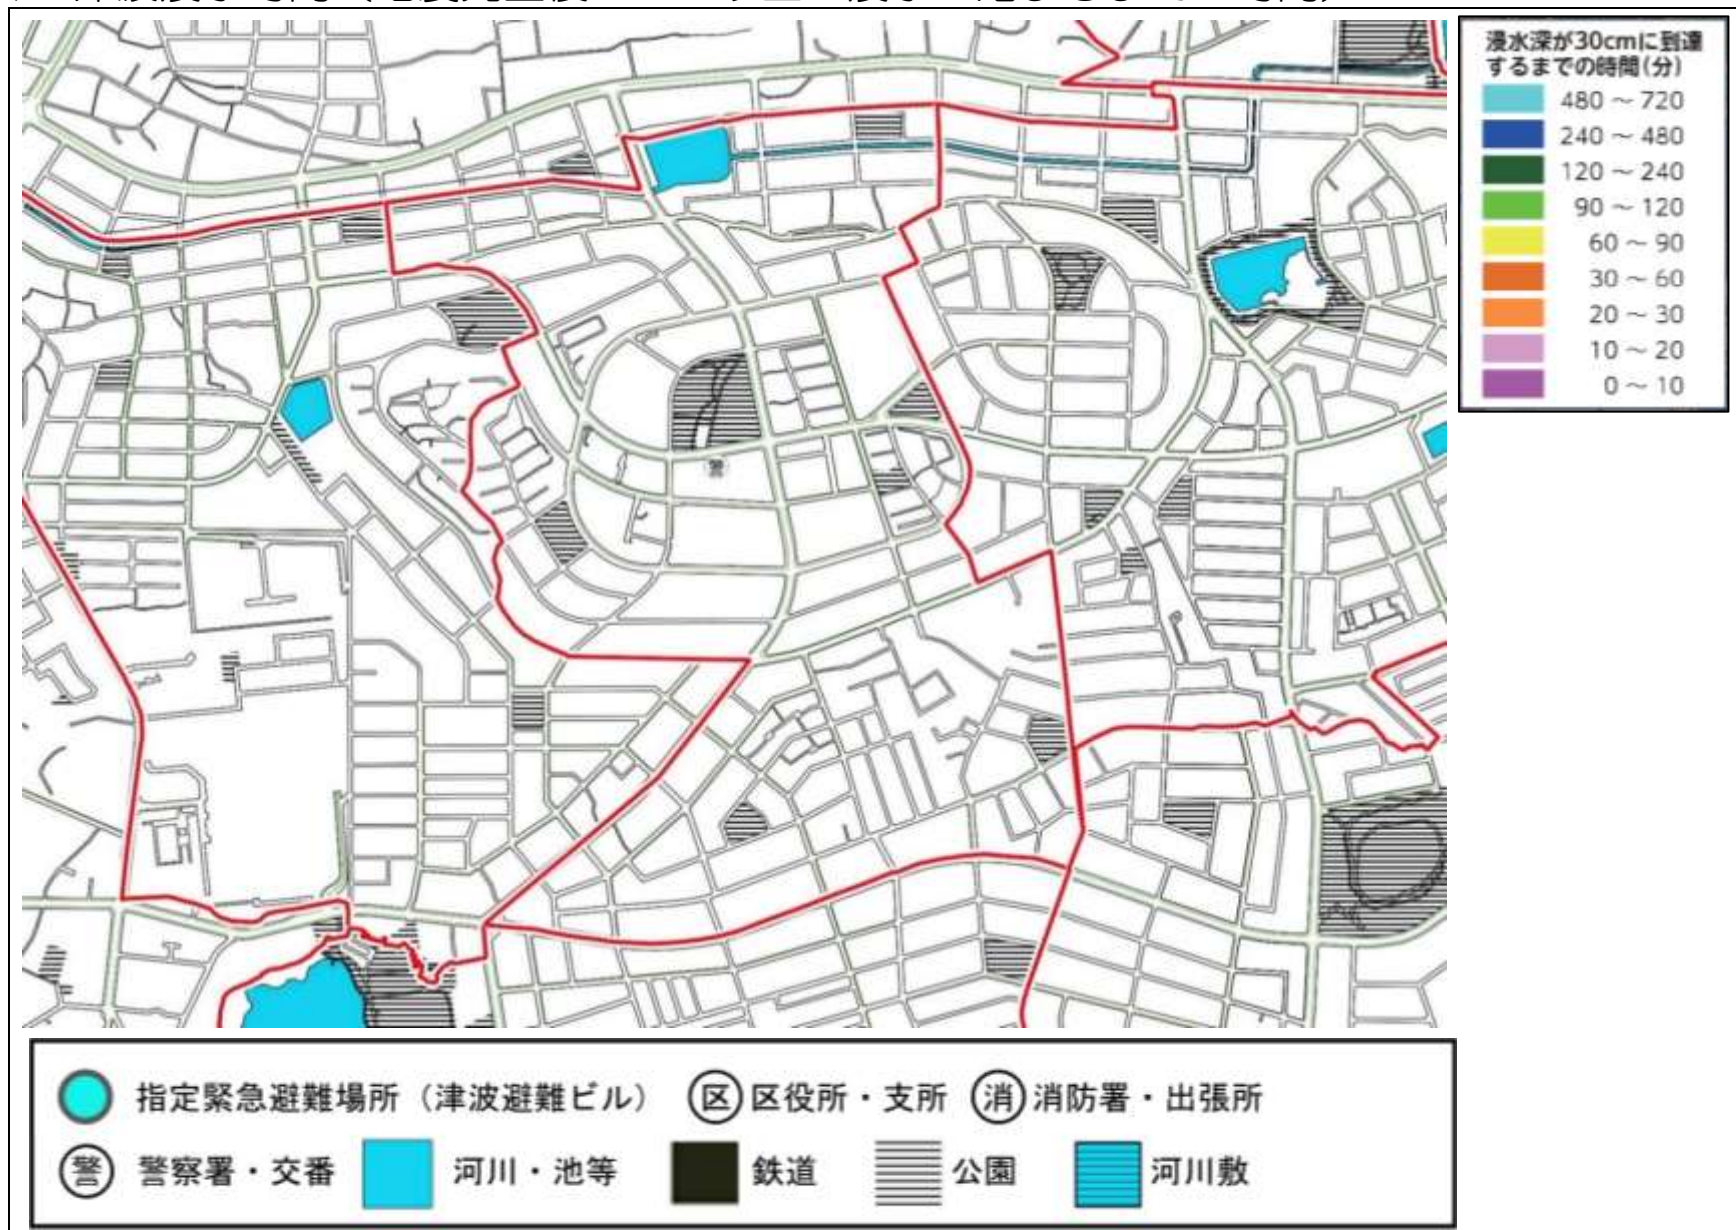 浸水深が30cmに到達
するまでの時間(分)
480～720
240～480
120～240
90～120
60～90
30～60
20～30
10～20
0～10
指定緊急避難場所（津波避難ビル） 区 区役所・支所 消 消防署・出張所
警 警察署・交番 河川・池等 鉄道 公園 河川敷